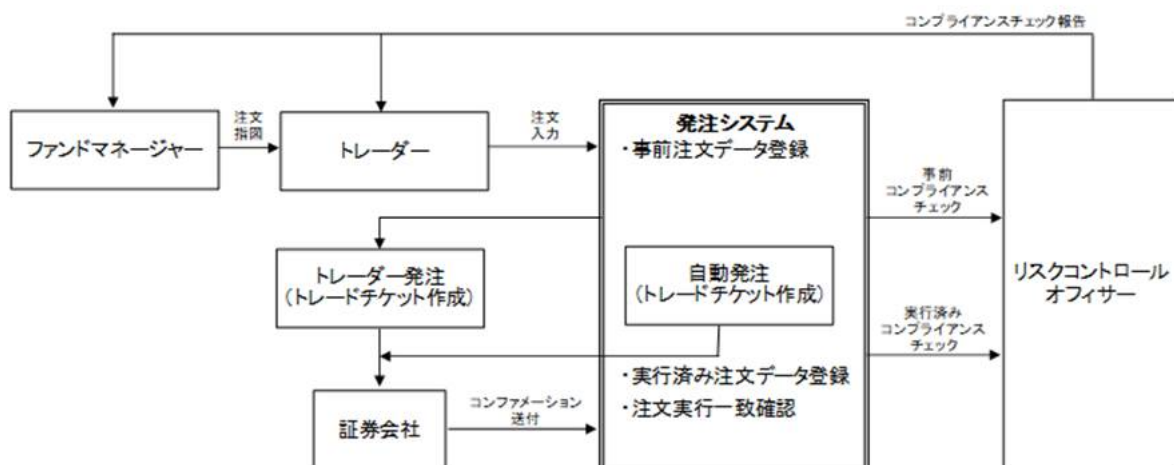 コンプライアンスチェック報告
ファンドマネージャー
注文
指図
トレーダー
注文
入力
発注システム
・事前注文データ登録
事前
コンプライアンス
チェック
トレーダー発注
(トレードチケット作成)
自動発注
(トレードチケット作成)
リスクコントロール
オフィサー
実行済み
コンプライアンス
チェック
・実行済み注文データ登録
・注文実行一致確認
証券会社
コンファメーション
送付